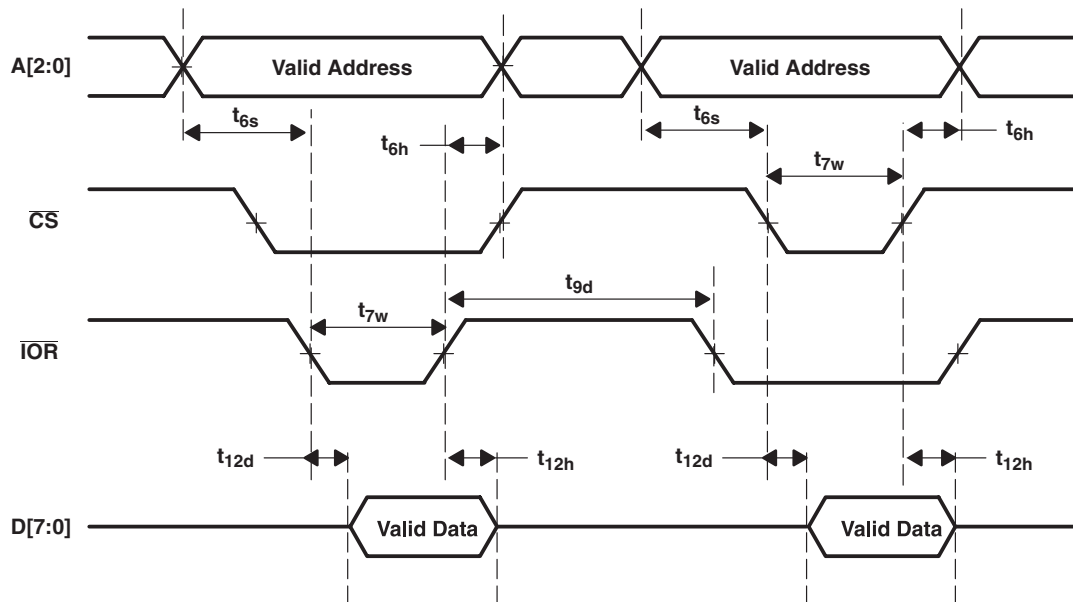 A[2:0] Valid Address Valid Address
t6s t6s
t6h t6h
t7w
CS
t9d
t7w
IOR
t12d t12h t12d t12h
D[7:0] Valid Data Valid Data